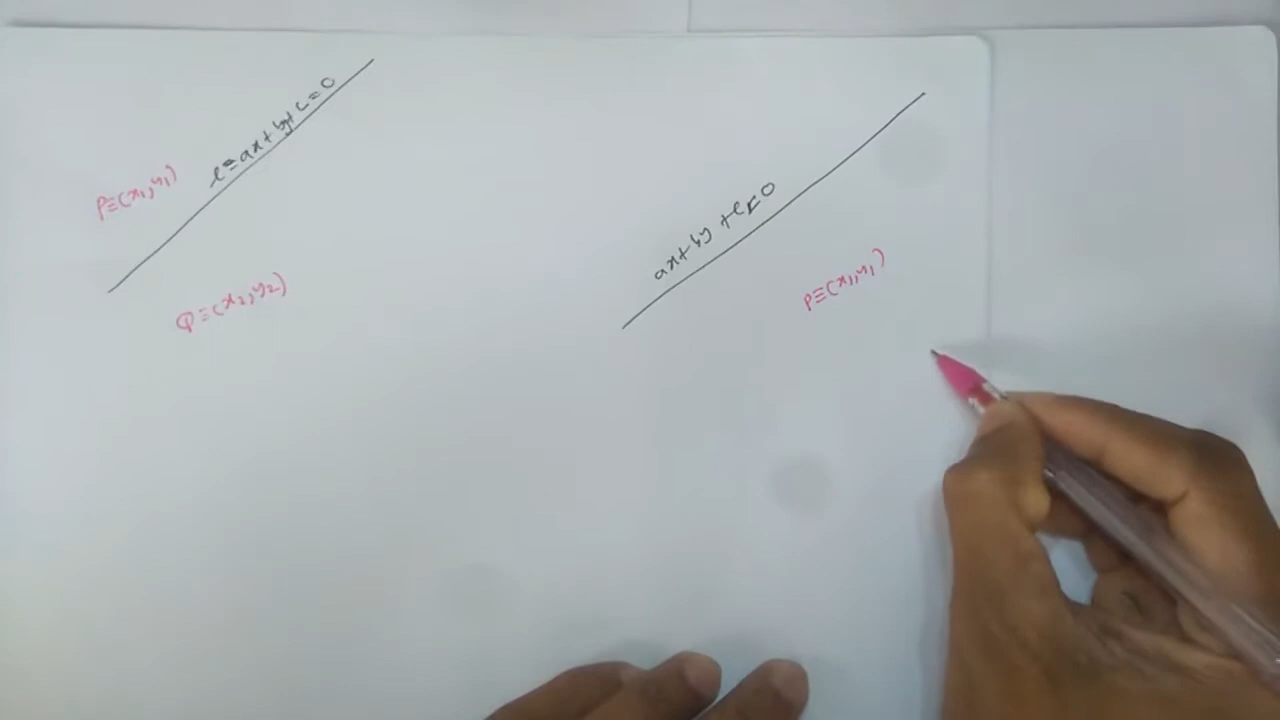 l≡ax+by+c=0
P≡(x₁,y₁)
Q≡(x₂,y₂)
ax+by+c=0
P≡(x₁,y₁)